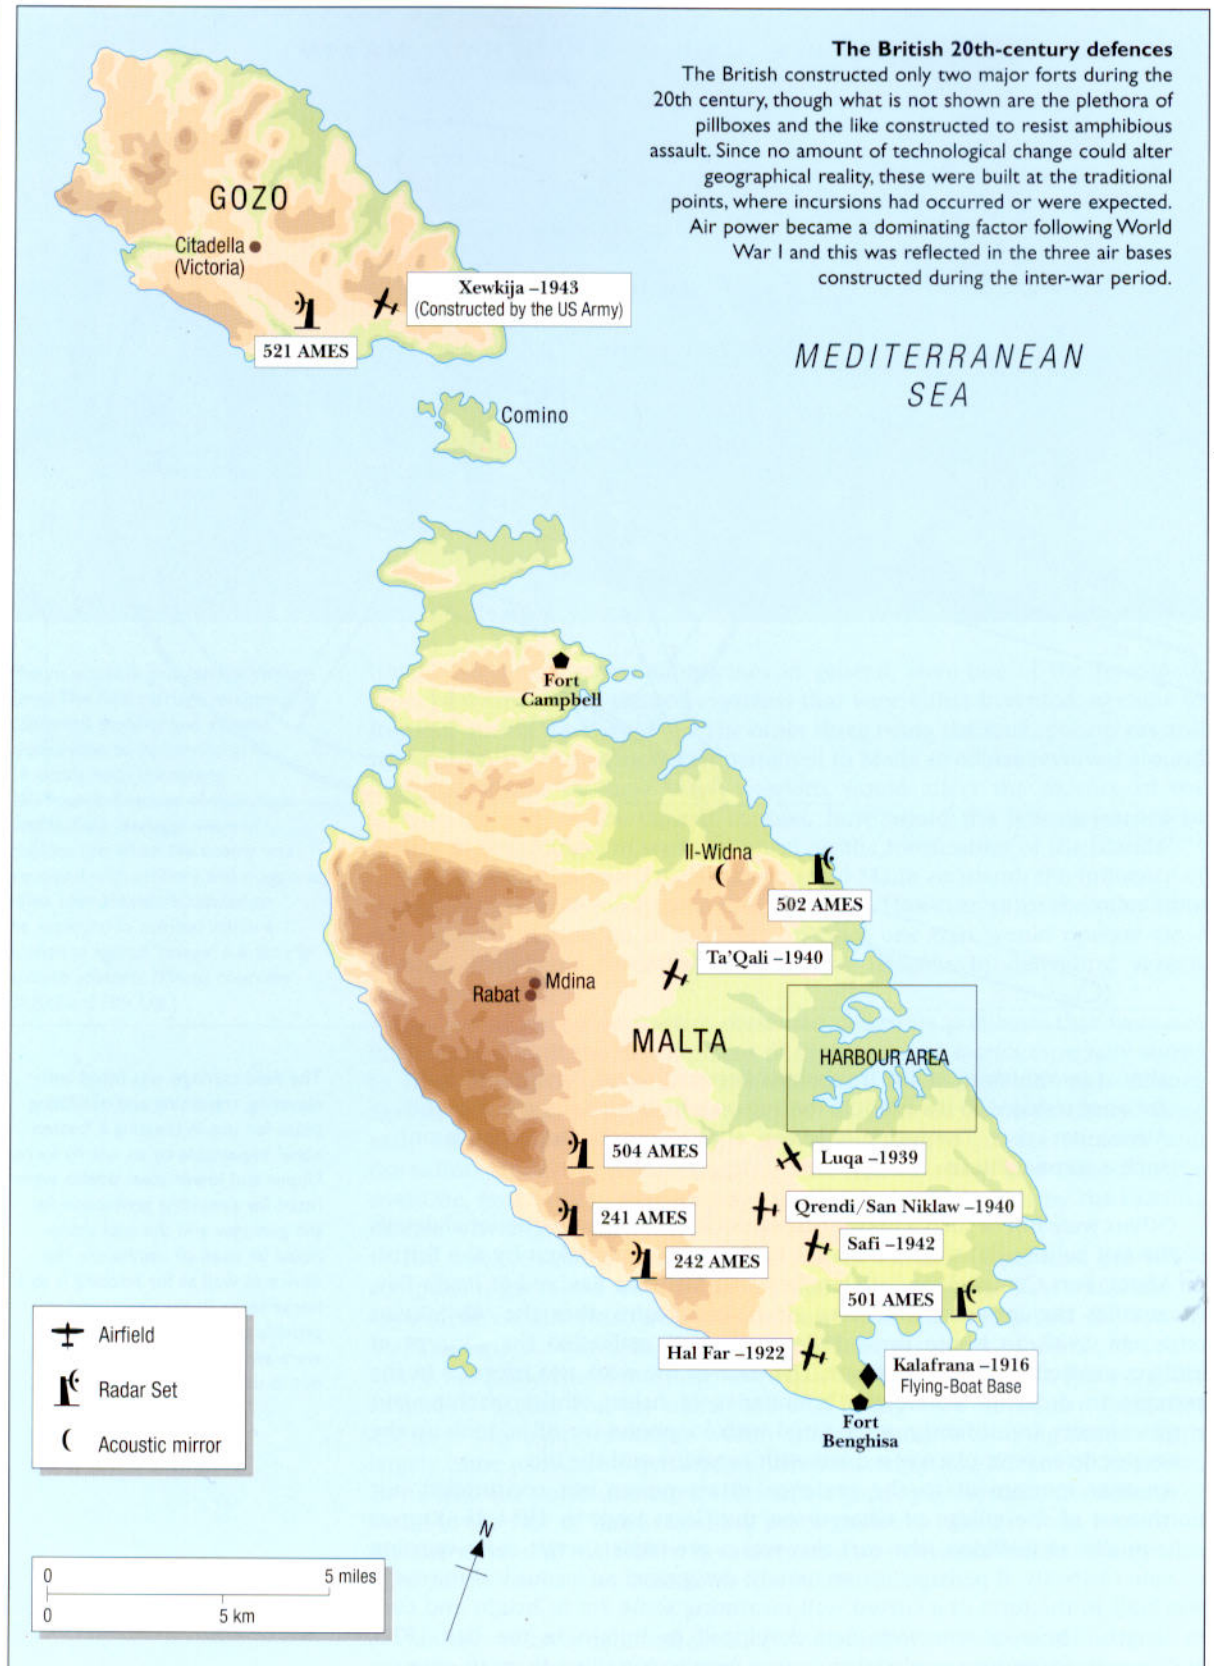 The British 20th-century defences
The British constructed only two major forts during the
20th century, though what is not shown are the plethora of
pillboxes and the like constructed to resist amphibious
assault. Since no amount of technological change could alter
geographical reality, these were built at the traditional
points, where incursions had occurred or were expected.
Air power became a dominating factor following World
War I and this was reflected in the three air bases
constructed during the inter-war period.
GOZO
Citadella
(Victoria)
Xewkija –1943
(Constructed by the US Army)
521 AMES
MEDITERRANEAN
SEA
Comino
Fort
Campbell
Il-Widna
502 AMES
Ta'Qali –1940
Mdina
Rabat
MALTA
HARBOUR AREA
504 AMES
Luqa –1939
Qrendi/San Niklaw –1940
241 AMES
Safi –1942
242 AMES
501 AMES
Hal Far –1922
Kalafrana –1916
Flying-Boat Base
Fort
Benghisa
Airfield
Radar Set
Acoustic mirror
N
0 5 miles
0 5 km